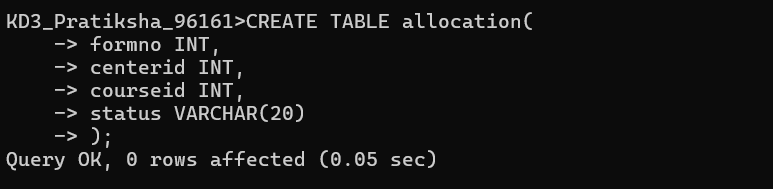 KD3_Pratiksha_96161>CREATE TABLE allocation(
    -> formno INT,
    -> centerid INT,
    -> courseid INT,
    -> status VARCHAR(20)
    -> );
Query OK, 0 rows affected (0.05 sec)